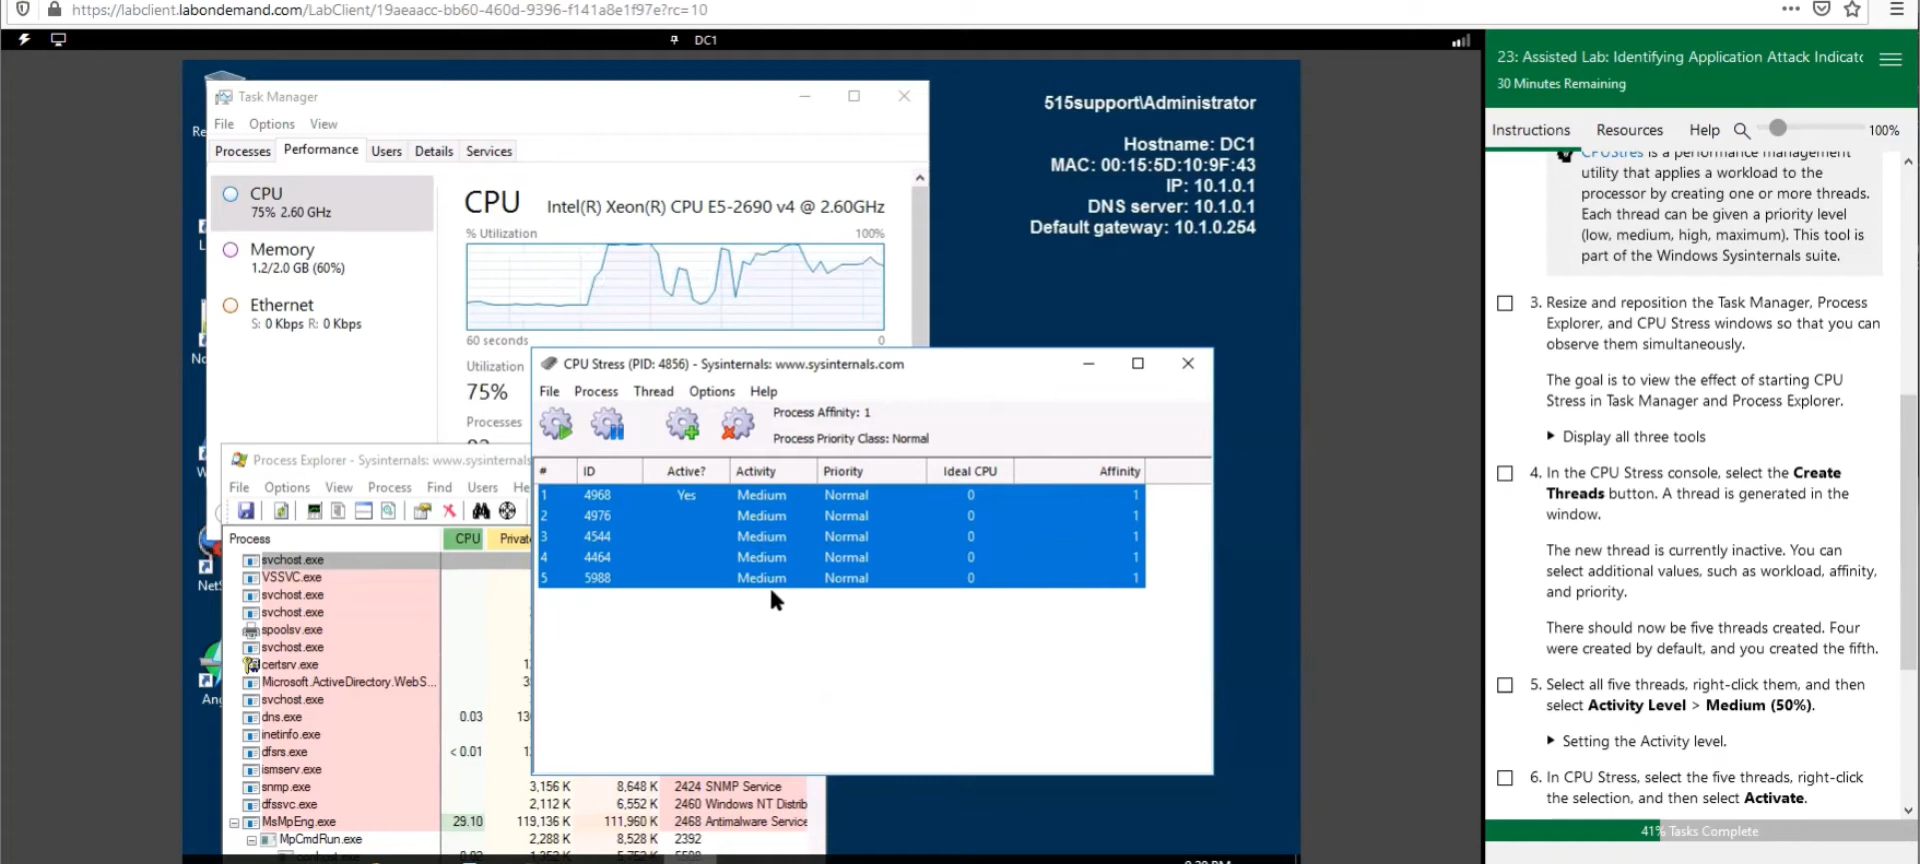 https://labclient.labondemand.com/LabClient/19aeaacc-bb60-460d-9396-f141a8e1f97e?rc=10
DC1
Task Manager
File Options View
Processes Performance Users Details Services
CPU
75% 2.60 GHz
Memory
1.2/2.0 GB (60%)
Ethernet
S: 0 Kbps R: 0 Kbps
CPU Intel(R) Xeon(R) CPU E5-2690 v4 @ 2.60GHz
% Utilization 100%
60 seconds 0
Utilization
75%
Processes
515support\Administrator
Hostname: DC1
MAC: 00:15:5D:10:9F:43
IP: 10.1.0.1
DNS server: 10.1.0.1
Default gateway: 10.1.0.254
CPU Stress (PID: 4856) - Sysinternals: www.sysinternals.com
File Process Thread Options Help
Process Affinity: 1
Process Priority Class: Normal
# ID Active? Activity Priority Ideal CPU Affinity
1 4968 Yes Medium Normal 0 1
2 4976 Medium Normal 0 1
3 4544 Medium Normal 0 1
4 4464 Medium Normal 0 1
5 5988 Medium Normal 0 1
Process Explorer - Sysinternals: www.sysinternals
File Options View Process Find Users He
Process CPU Privat
svchost.exe
VSSVC.exe
svchost.exe
svchost.exe
spoolsv.exe
svchost.exe
certsrv.exe
Microsoft.ActiveDirectory.WebS...
svchost.exe
dns.exe 0.03 13
inetinfo.exe
dfsrs.exe < 0.01
ismserv.exe
snmp.exe 3,156 K 8,648 K 2424 SNMP Service
dfssvc.exe 2,112 K 6,552 K 2460 Windows NT Distrib
MsMpEng.exe 29.10 119,136 K 111,960 K 2468 Antimalware Service
MpCmdRun.exe 2,288 K 8,528 K 2392
23: Assisted Lab: Identifying Application Attack Indicat
30 Minutes Remaining
Instructions Resources Help 100%
CPUStres is a performance management
utility that applies a workload to the
processor by creating one or more threads.
Each thread can be given a priority level
(low, medium, high, maximum). This tool is
part of the Windows Sysinternals suite.
3. Resize and reposition the Task Manager, Process
Explorer, and CPU Stress windows so that you can
observe them simultaneously.
The goal is to view the effect of starting CPU
Stress in Task Manager and Process Explorer.
Display all three tools
4. In the CPU Stress console, select the Create
Threads button. A thread is generated in the
window.
The new thread is currently inactive. You can
select additional values, such as workload, affinity,
and priority.
There should now be five threads created. Four
were created by default, and you created the fifth.
5. Select all five threads, right-click them, and then
select Activity Level > Medium (50%).
Setting the Activity level.
6. In CPU Stress, select the five threads, right-click
the selection, and then select Activate.
41% Tasks Complete